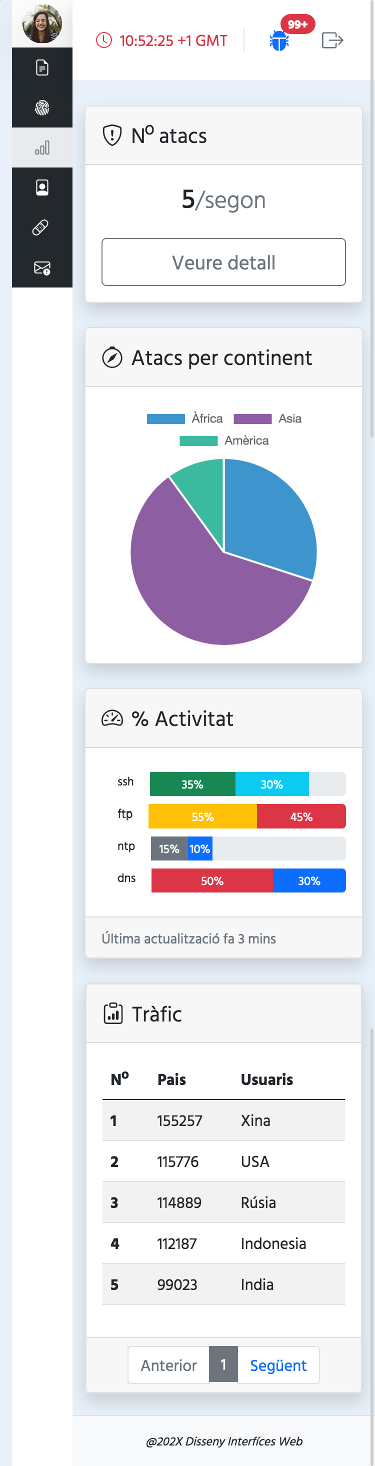 99+
10:52:25 +1 GMT
Nº atacs
5/segon
Veure detall
Atacs per continent
Àfrica Asia
Amèrica
% Activitat
ssh 35% 30%
ftp 55% 45%
ntp 15% 10%
dns 50% 30%
Última actualització fa 3 mins
Tràfic
Nº Pais Usuaris
1 155257 Xina
2 115776 USA
3 114889 Rúsia
4 112187 Indonesia
5 99023 India
Anterior 1 Següent
@202X Disseny Interfíces Web